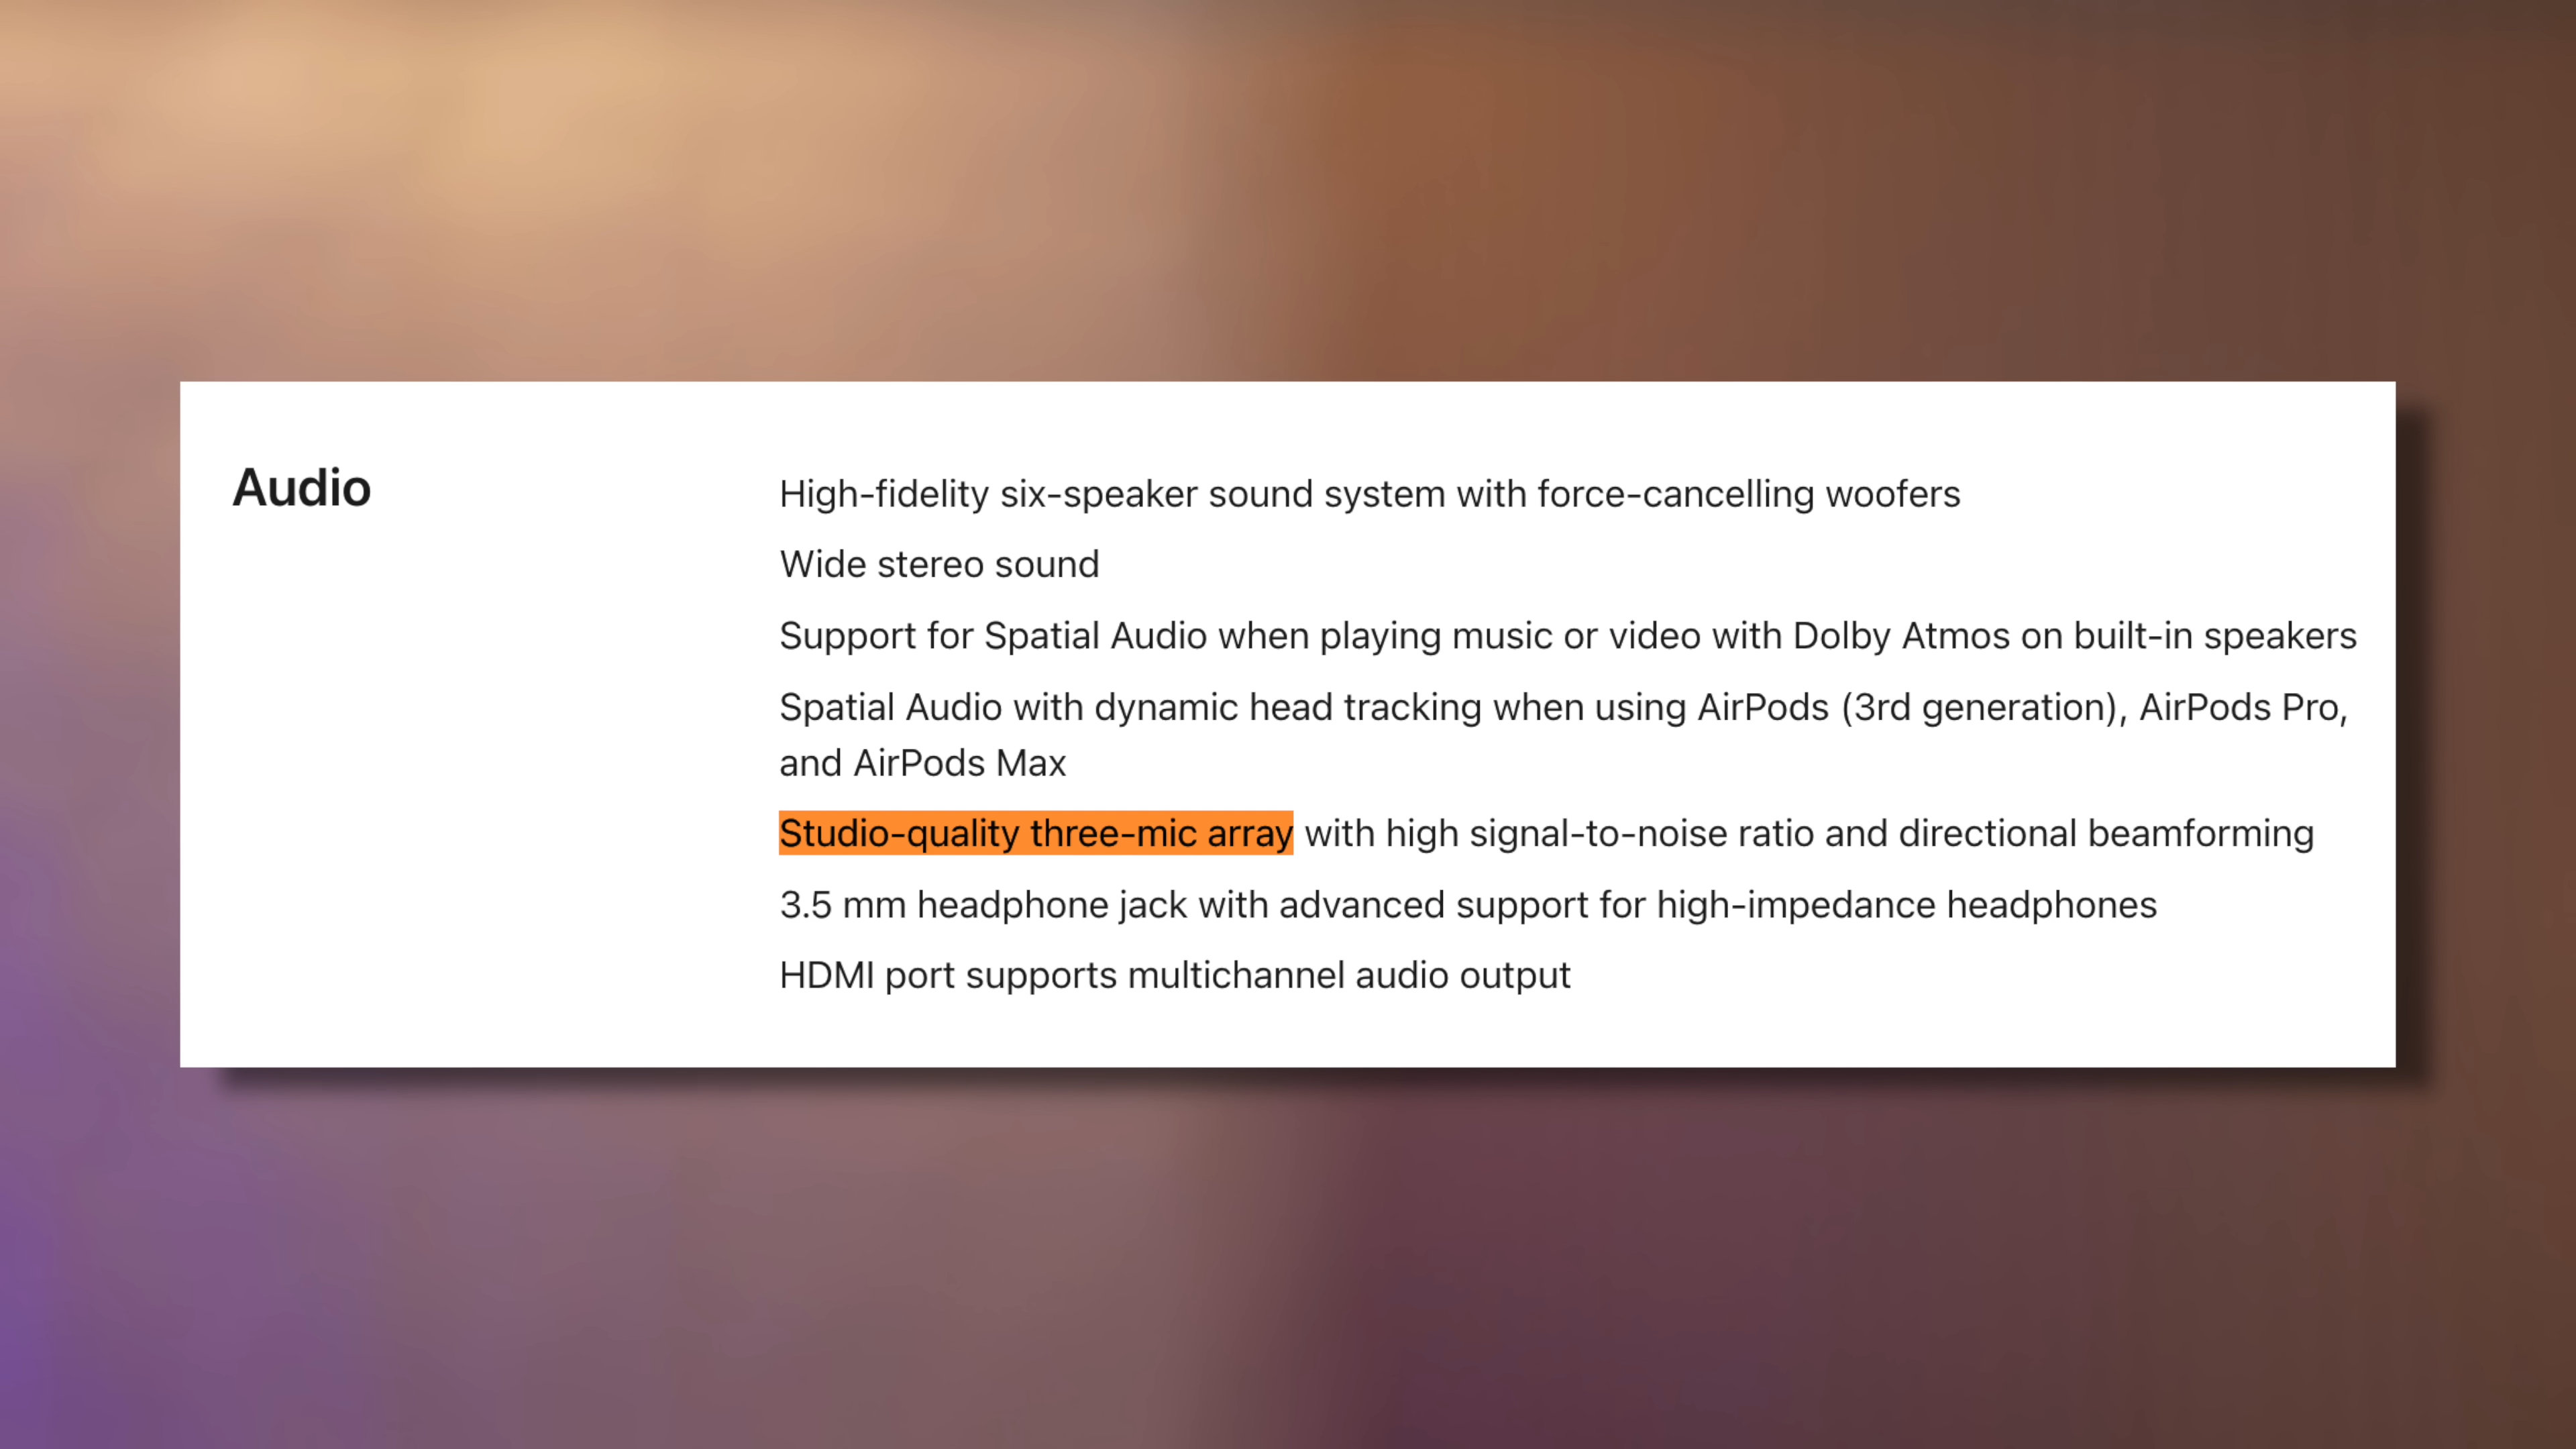 Audio
High-fidelity six-speaker sound system with force-cancelling woofers
Wide stereo sound
Support for Spatial Audio when playing music or video with Dolby Atmos on built-in speakers
Spatial Audio with dynamic head tracking when using AirPods (3rd generation), AirPods Pro,
and AirPods Max
Studio-quality three-mic array with high signal-to-noise ratio and directional beamforming
3.5 mm headphone jack with advanced support for high-impedance headphones
HDMI port supports multichannel audio output